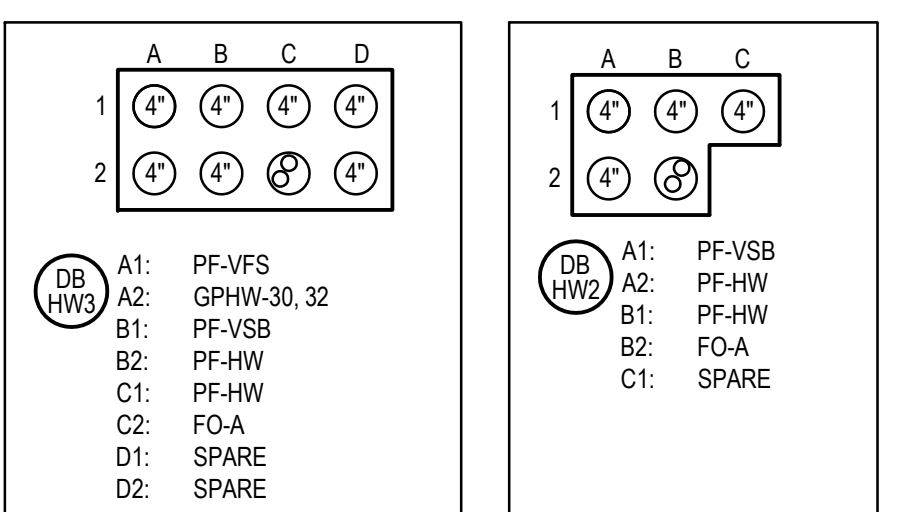 A B C D
1 4" 4" 4" 4"
2 4" 4" 4"
DB
HW3
A1: PF-VFS
A2: GPHW-30, 32
B1: PF-VSB
B2: PF-HW
C1: PF-HW
C2: FO-A
D1: SPARE
D2: SPARE
A B C
1 4" 4" 4"
2 4"
DB
HW2
A1: PF-VSB
A2: PF-HW
B1: PF-HW
B2: FO-A
C1: SPARE